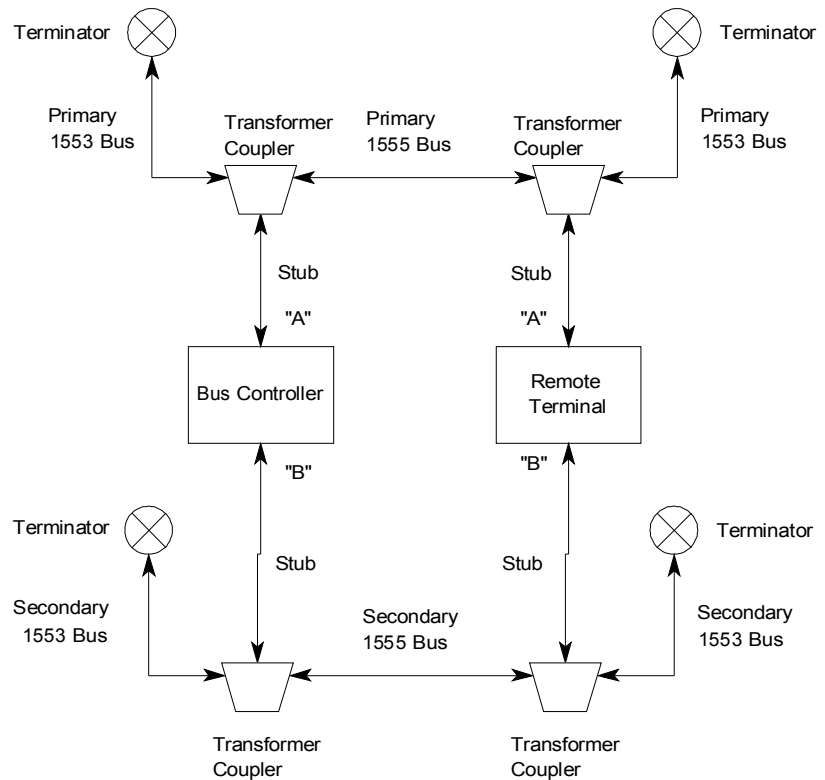 Terminator
Terminator
Primary
1553 Bus
Transformer
Coupler
Primary
1555 Bus
Transformer
Coupler
Primary
1553 Bus
Stub
Stub
"A"
"A"
Bus Controller
Remote
Terminal
"B"
"B"
Terminator
Terminator
Stub
Stub
Secondary
1553 Bus
Secondary
1555 Bus
Secondary
1553 Bus
Transformer
Coupler
Transformer
Coupler